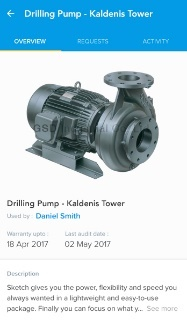 Drilling Pump - Kaldenis Tower
OVERVIEW REQUESTS ACTIVITY
Drilling Pump - Kaldenis Tower
Used by: Daniel Smith
Warranty upto : Last audit date :
18 Apr 2017 02 May 2017
Description
Sketch gives you the power, flexibility and speed you
always wanted in a lightweight and easy-to-use
package. Finally you can focus on what y... See more